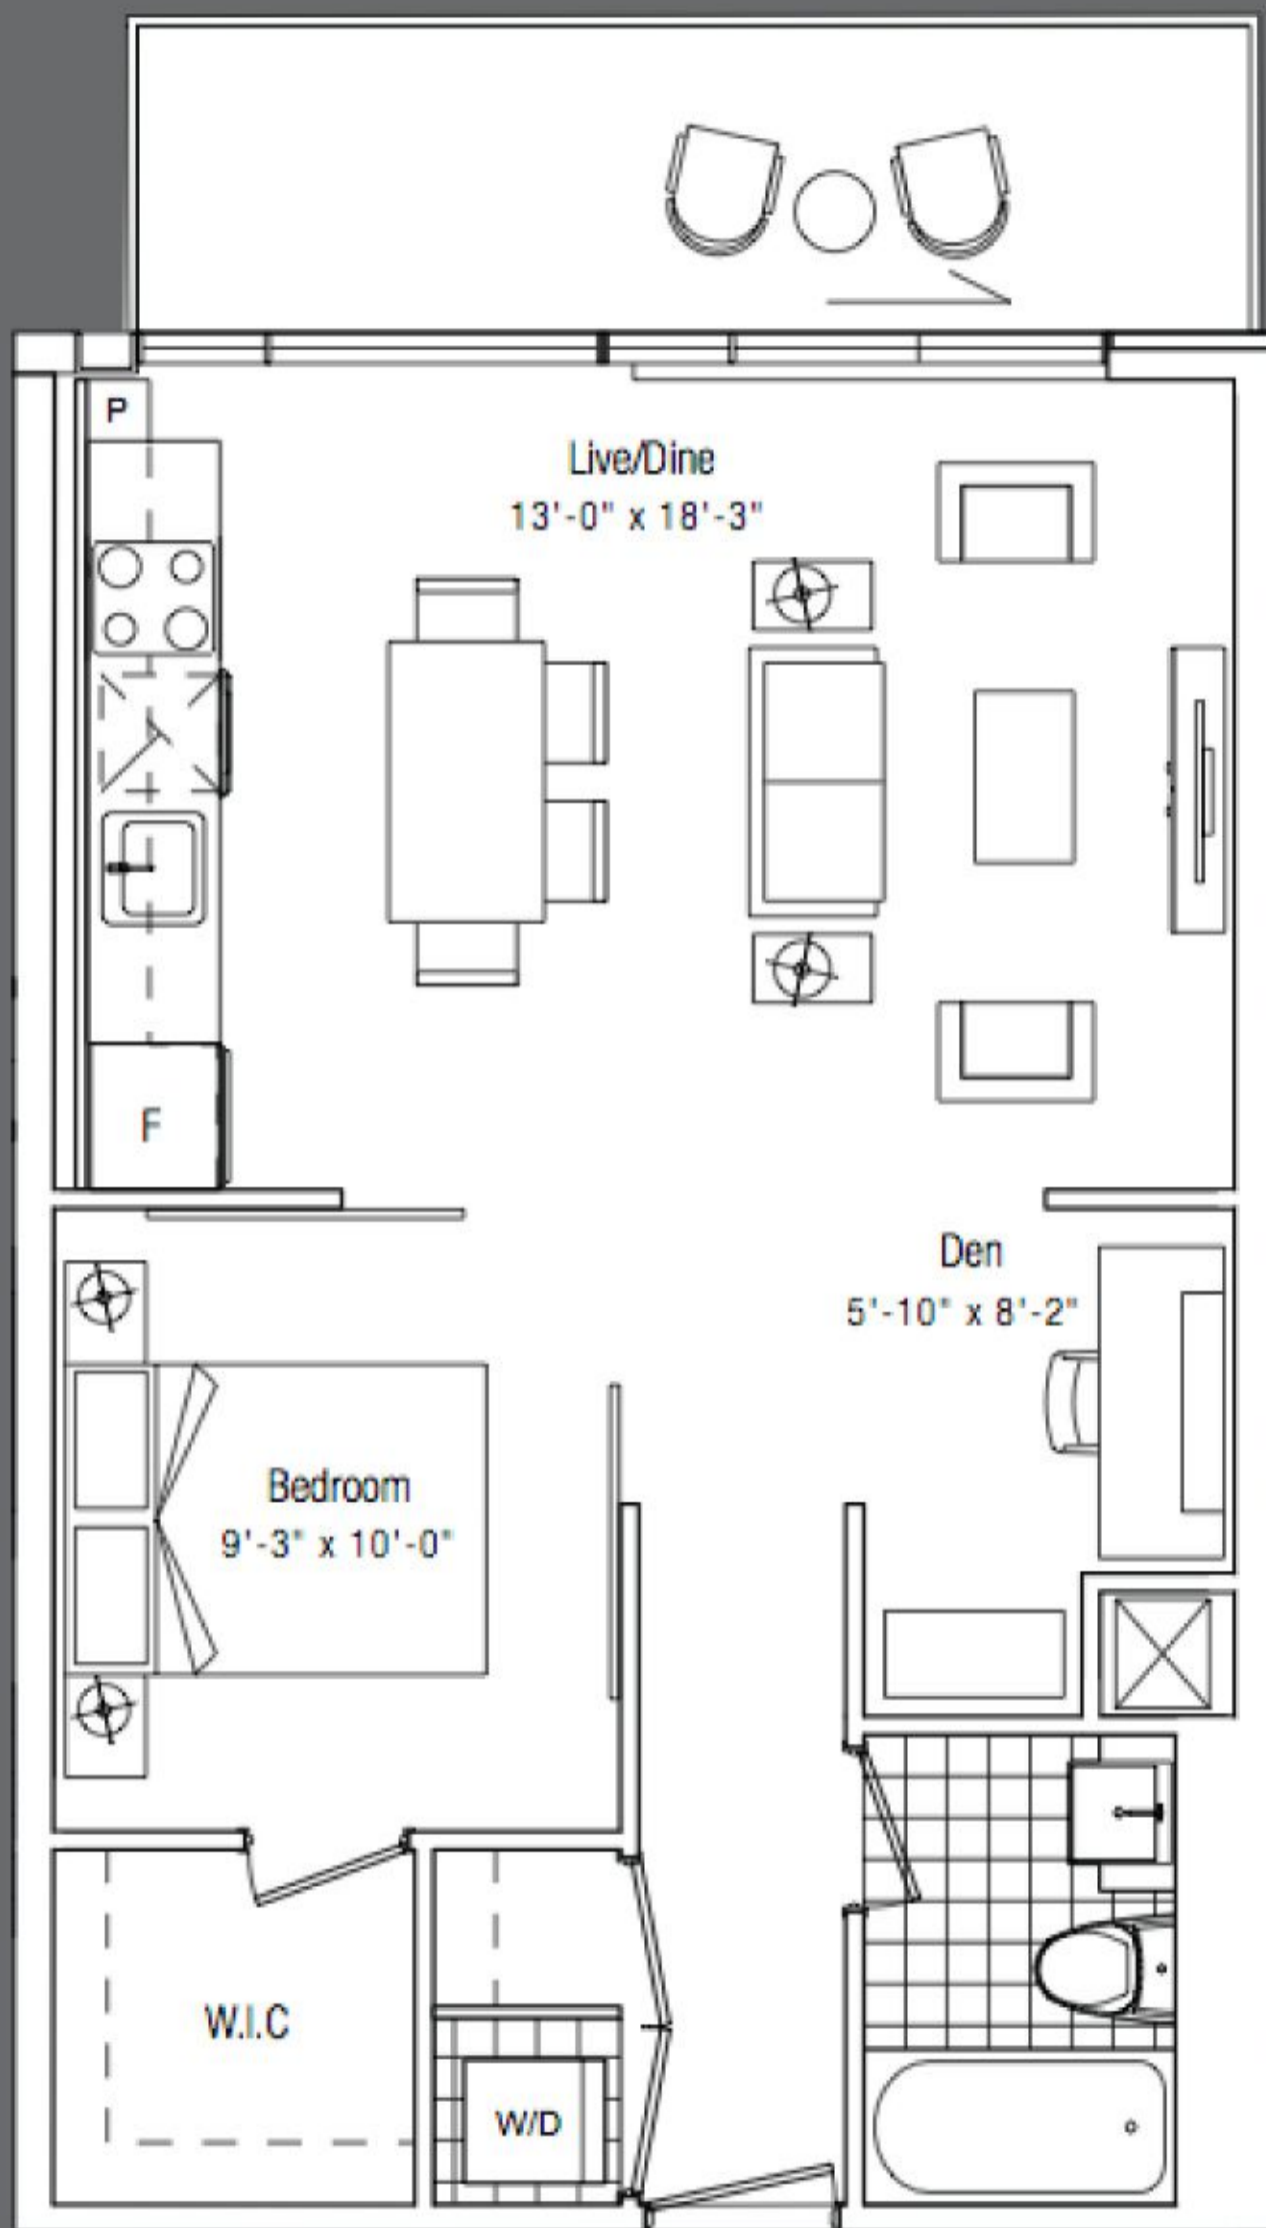 P
Live/Dine
13'-0" x 18'-3"
F
Den
5'-10" x 8'-2"
Bedroom
9'-3" x 10'-0"
W.I.C
W/D